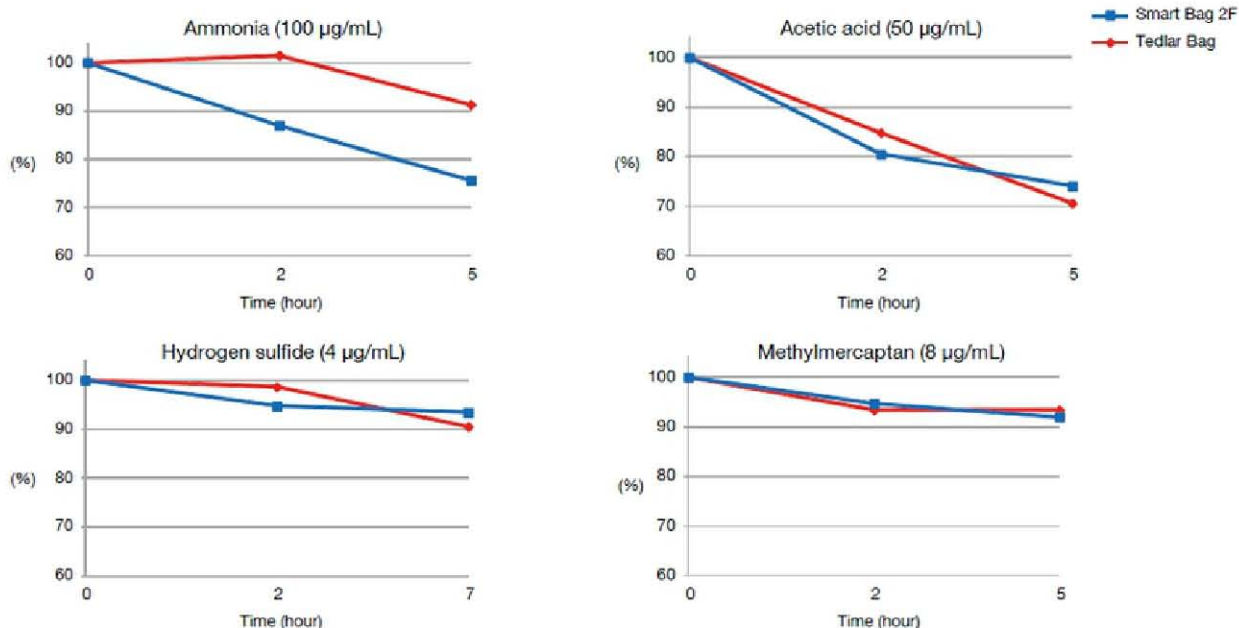 Ammonia (100 µg/mL)
100
90
80
70
60
(%)
0 2 5
Time (hour)
Acetic acid (50 µg/mL)
100
90
80
70
60
(%)
0 2 5
Time (hour)
Smart Bag 2F
Tedlar Bag
Hydrogen sulfide (4 µg/mL)
100
90
80
70
60
(%)
0 2 7
Time (hour)
Methylmercaptan (8 µg/mL)
100
90
80
70
60
(%)
0 2 5
Time (hour)